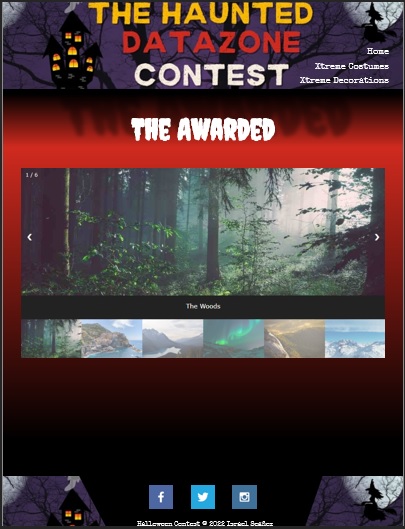 THE HAUNTED
DATAZONE
CONTEST
Home
Xtreme Costumes
Xtreme Decorations
THE AWARDED
1 / 6
❮
❯
The Woods
f
Halloween Contest © 2022 Israel Scáñez